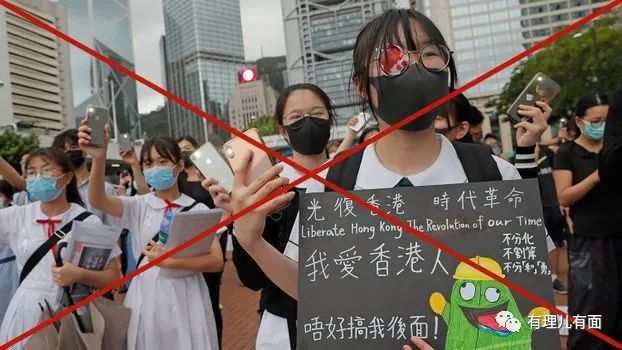 光復香港 時代革命
Liberate Hong Kong The Revolution of our Time
我愛香港人
不分化
不割蓆
唔好搞我後面！
有理儿有面